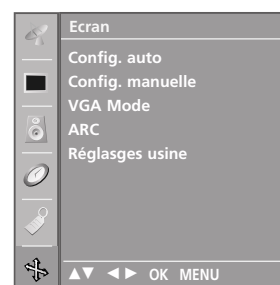 Ecran
Config. auto
Config. manuelle
VGA Mode
ARC
Réglasges usine
▲▼ ◄► OK MENU